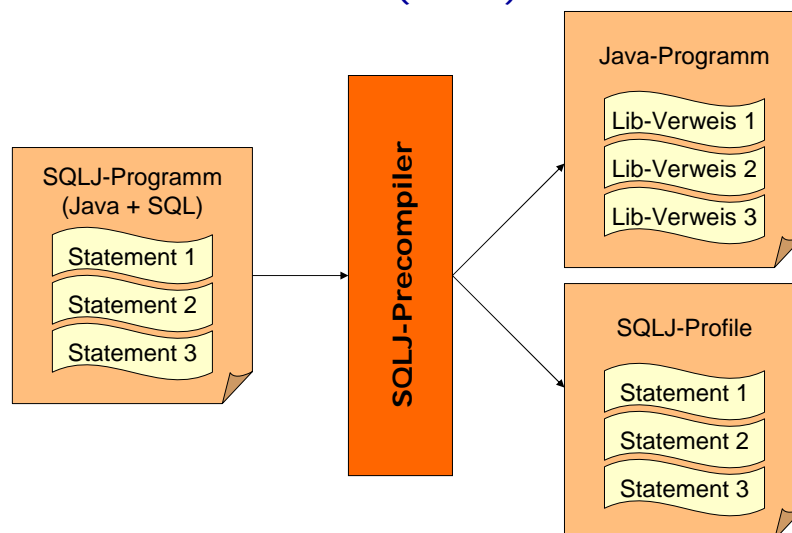 SQLJ-Programm
(Java + SQL)
Statement 1
Statement 2
Statement 3
SQLJ-Precompiler
Java-Programm
Lib-Verweis 1
Lib-Verweis 2
Lib-Verweis 3
SQLJ-Profile
Statement 1
Statement 2
Statement 3